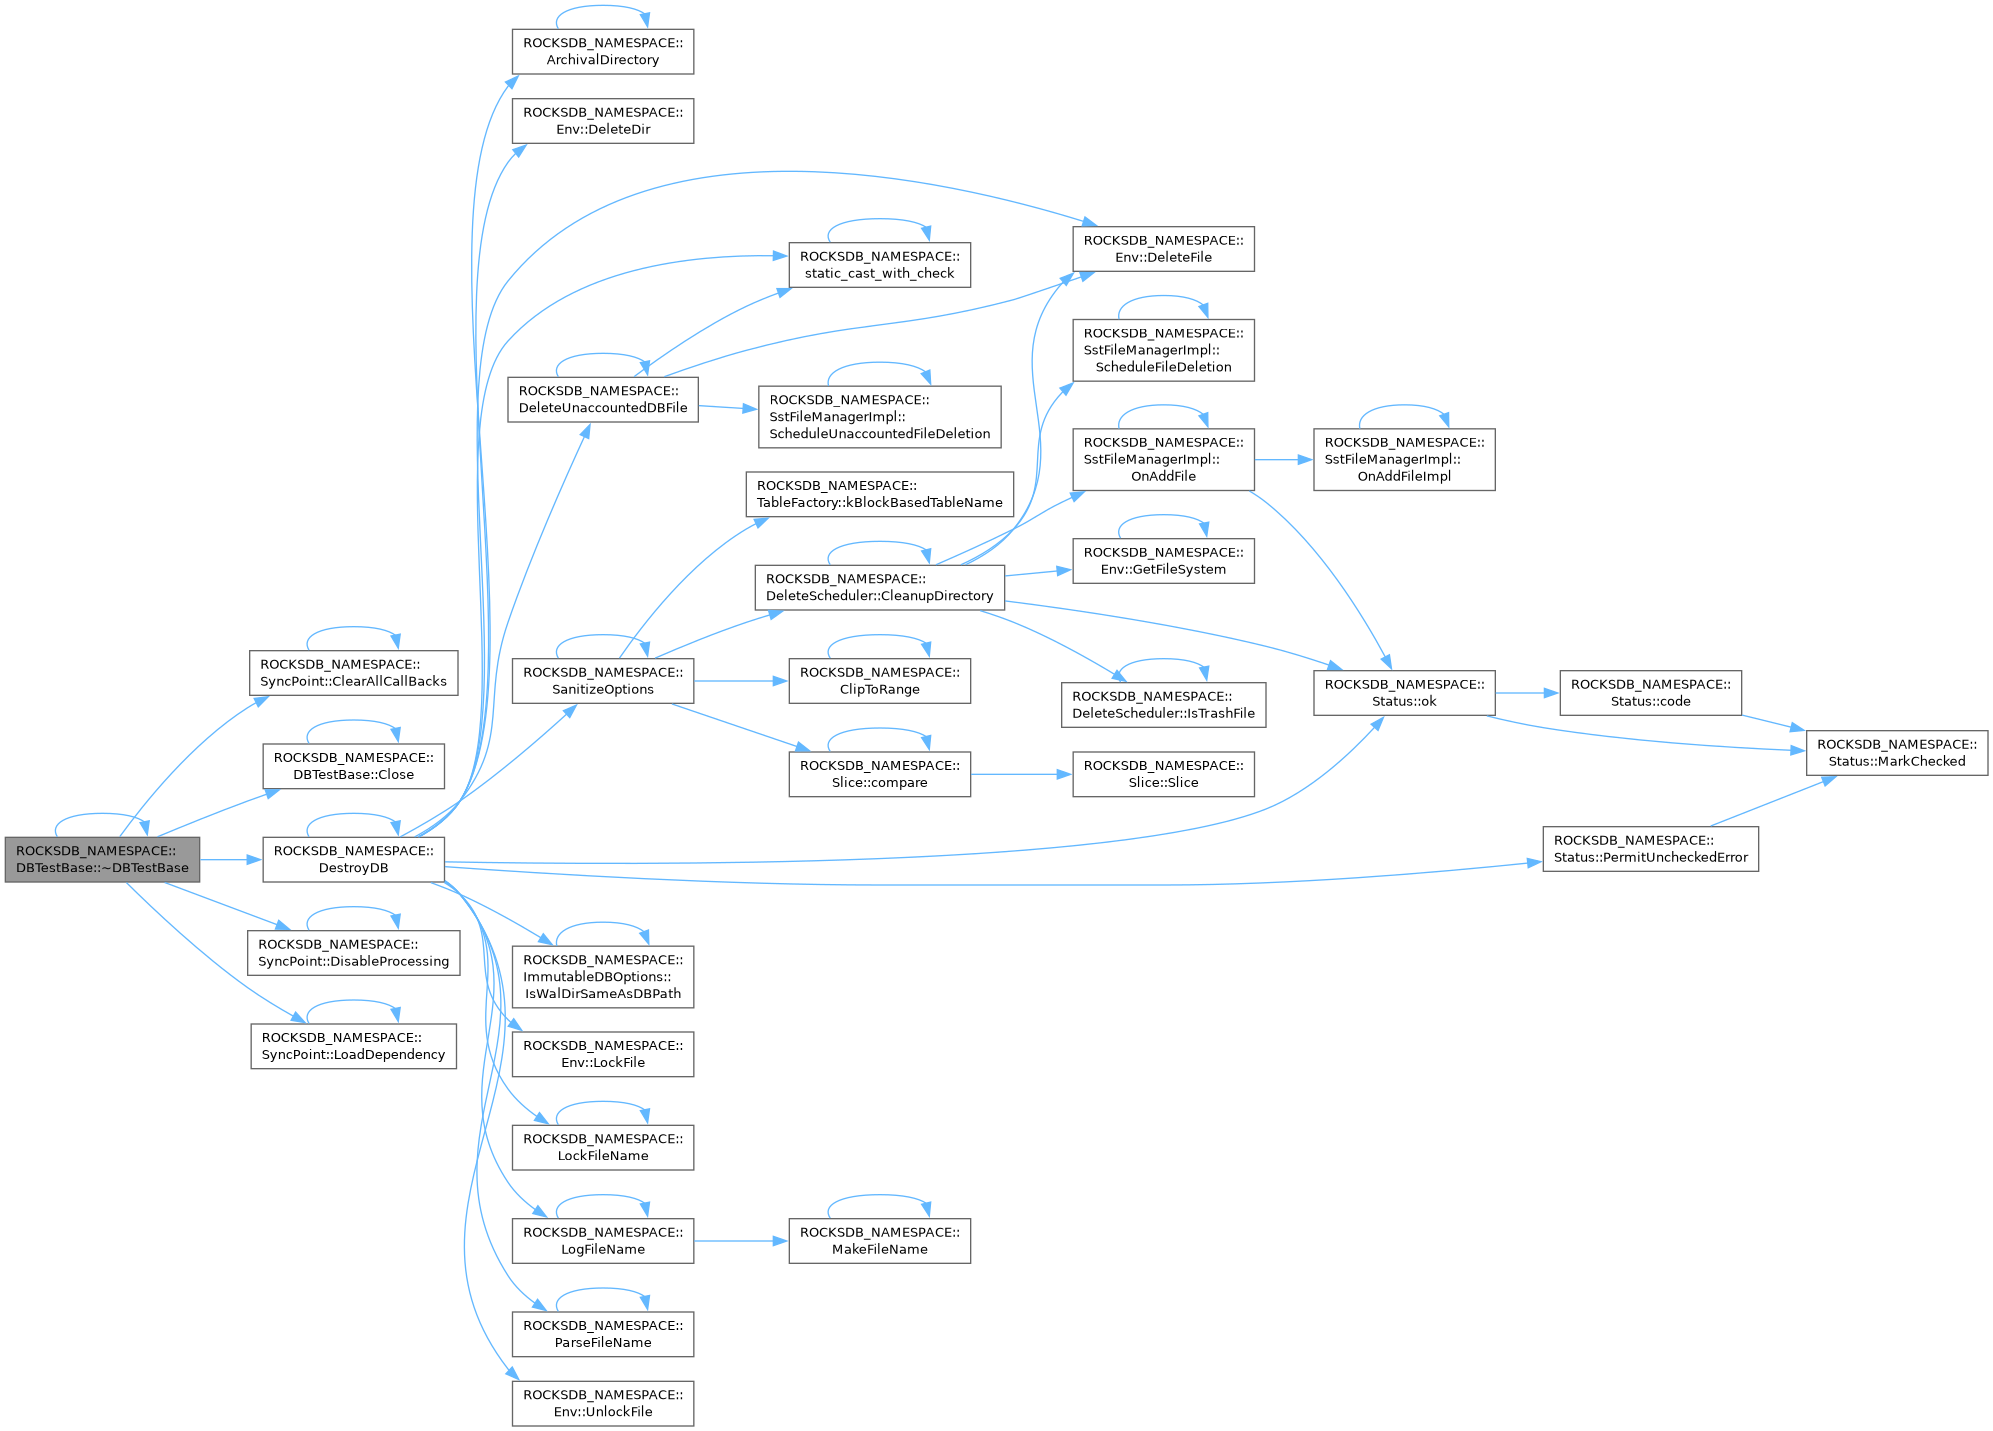 ROCKSDB_NAMESPACE::
ArchivalDirectory
ROCKSDB_NAMESPACE::
Env::DeleteDir
ROCKSDB_NAMESPACE::
static_cast_with_check
ROCKSDB_NAMESPACE::
Env::DeleteFile
ROCKSDB_NAMESPACE::
SstFileManagerImpl::
ScheduleFileDeletion
ROCKSDB_NAMESPACE::
DeleteUnaccountedDBFile
ROCKSDB_NAMESPACE::
SstFileManagerImpl::
ScheduleUnaccountedFileDeletion
ROCKSDB_NAMESPACE::
SstFileManagerImpl::
OnAddFile
ROCKSDB_NAMESPACE::
SstFileManagerImpl::
OnAddFileImpl
ROCKSDB_NAMESPACE::
TableFactory::kBlockBasedTableName
ROCKSDB_NAMESPACE::
Env::GetFileSystem
ROCKSDB_NAMESPACE::
DeleteScheduler::CleanupDirectory
ROCKSDB_NAMESPACE::
SyncPoint::ClearAllCallBacks
ROCKSDB_NAMESPACE::
SanitizeOptions
ROCKSDB_NAMESPACE::
ClipToRange
ROCKSDB_NAMESPACE::
DeleteScheduler::IsTrashFile
ROCKSDB_NAMESPACE::
Status::ok
ROCKSDB_NAMESPACE::
Status::code
ROCKSDB_NAMESPACE::
Status::MarkChecked
ROCKSDB_NAMESPACE::
DBTestBase::Close
ROCKSDB_NAMESPACE::
Slice::compare
ROCKSDB_NAMESPACE::
Slice::Slice
ROCKSDB_NAMESPACE::
DBTestBase::~DBTestBase
ROCKSDB_NAMESPACE::
DestroyDB
ROCKSDB_NAMESPACE::
Status::PermitUncheckedError
ROCKSDB_NAMESPACE::
SyncPoint::DisableProcessing
ROCKSDB_NAMESPACE::
ImmutableDBOptions::
IsWalDirSameAsDBPath
ROCKSDB_NAMESPACE::
SyncPoint::LoadDependency
ROCKSDB_NAMESPACE::
Env::LockFile
ROCKSDB_NAMESPACE::
LockFileName
ROCKSDB_NAMESPACE::
LogFileName
ROCKSDB_NAMESPACE::
MakeFileName
ROCKSDB_NAMESPACE::
ParseFileName
ROCKSDB_NAMESPACE::
Env::UnlockFile